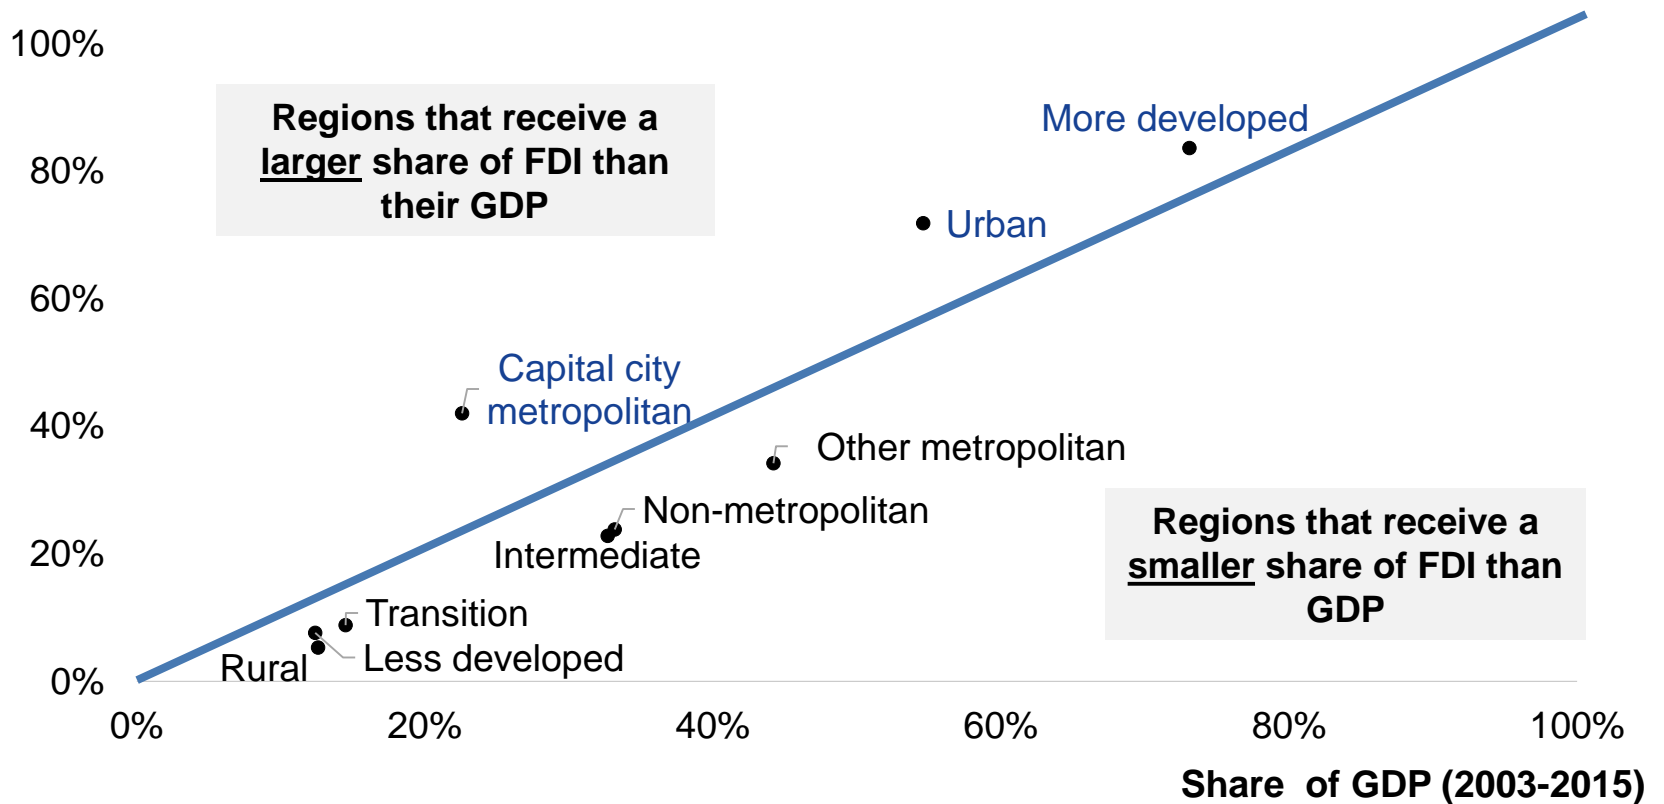 100%
80%
60%
40%
20%
0%
Regions that receive a
larger share of FDI than
their GDP
More developed
Urban
Capital city
metropolitan
Other metropolitan
Non-metropolitan
Intermediate
Regions that receive a
smaller share of FDI than
GDP
Transition
Less developed
Rural
0% 20% 40% 60% 80% 100%
Share of GDP (2003-2015)